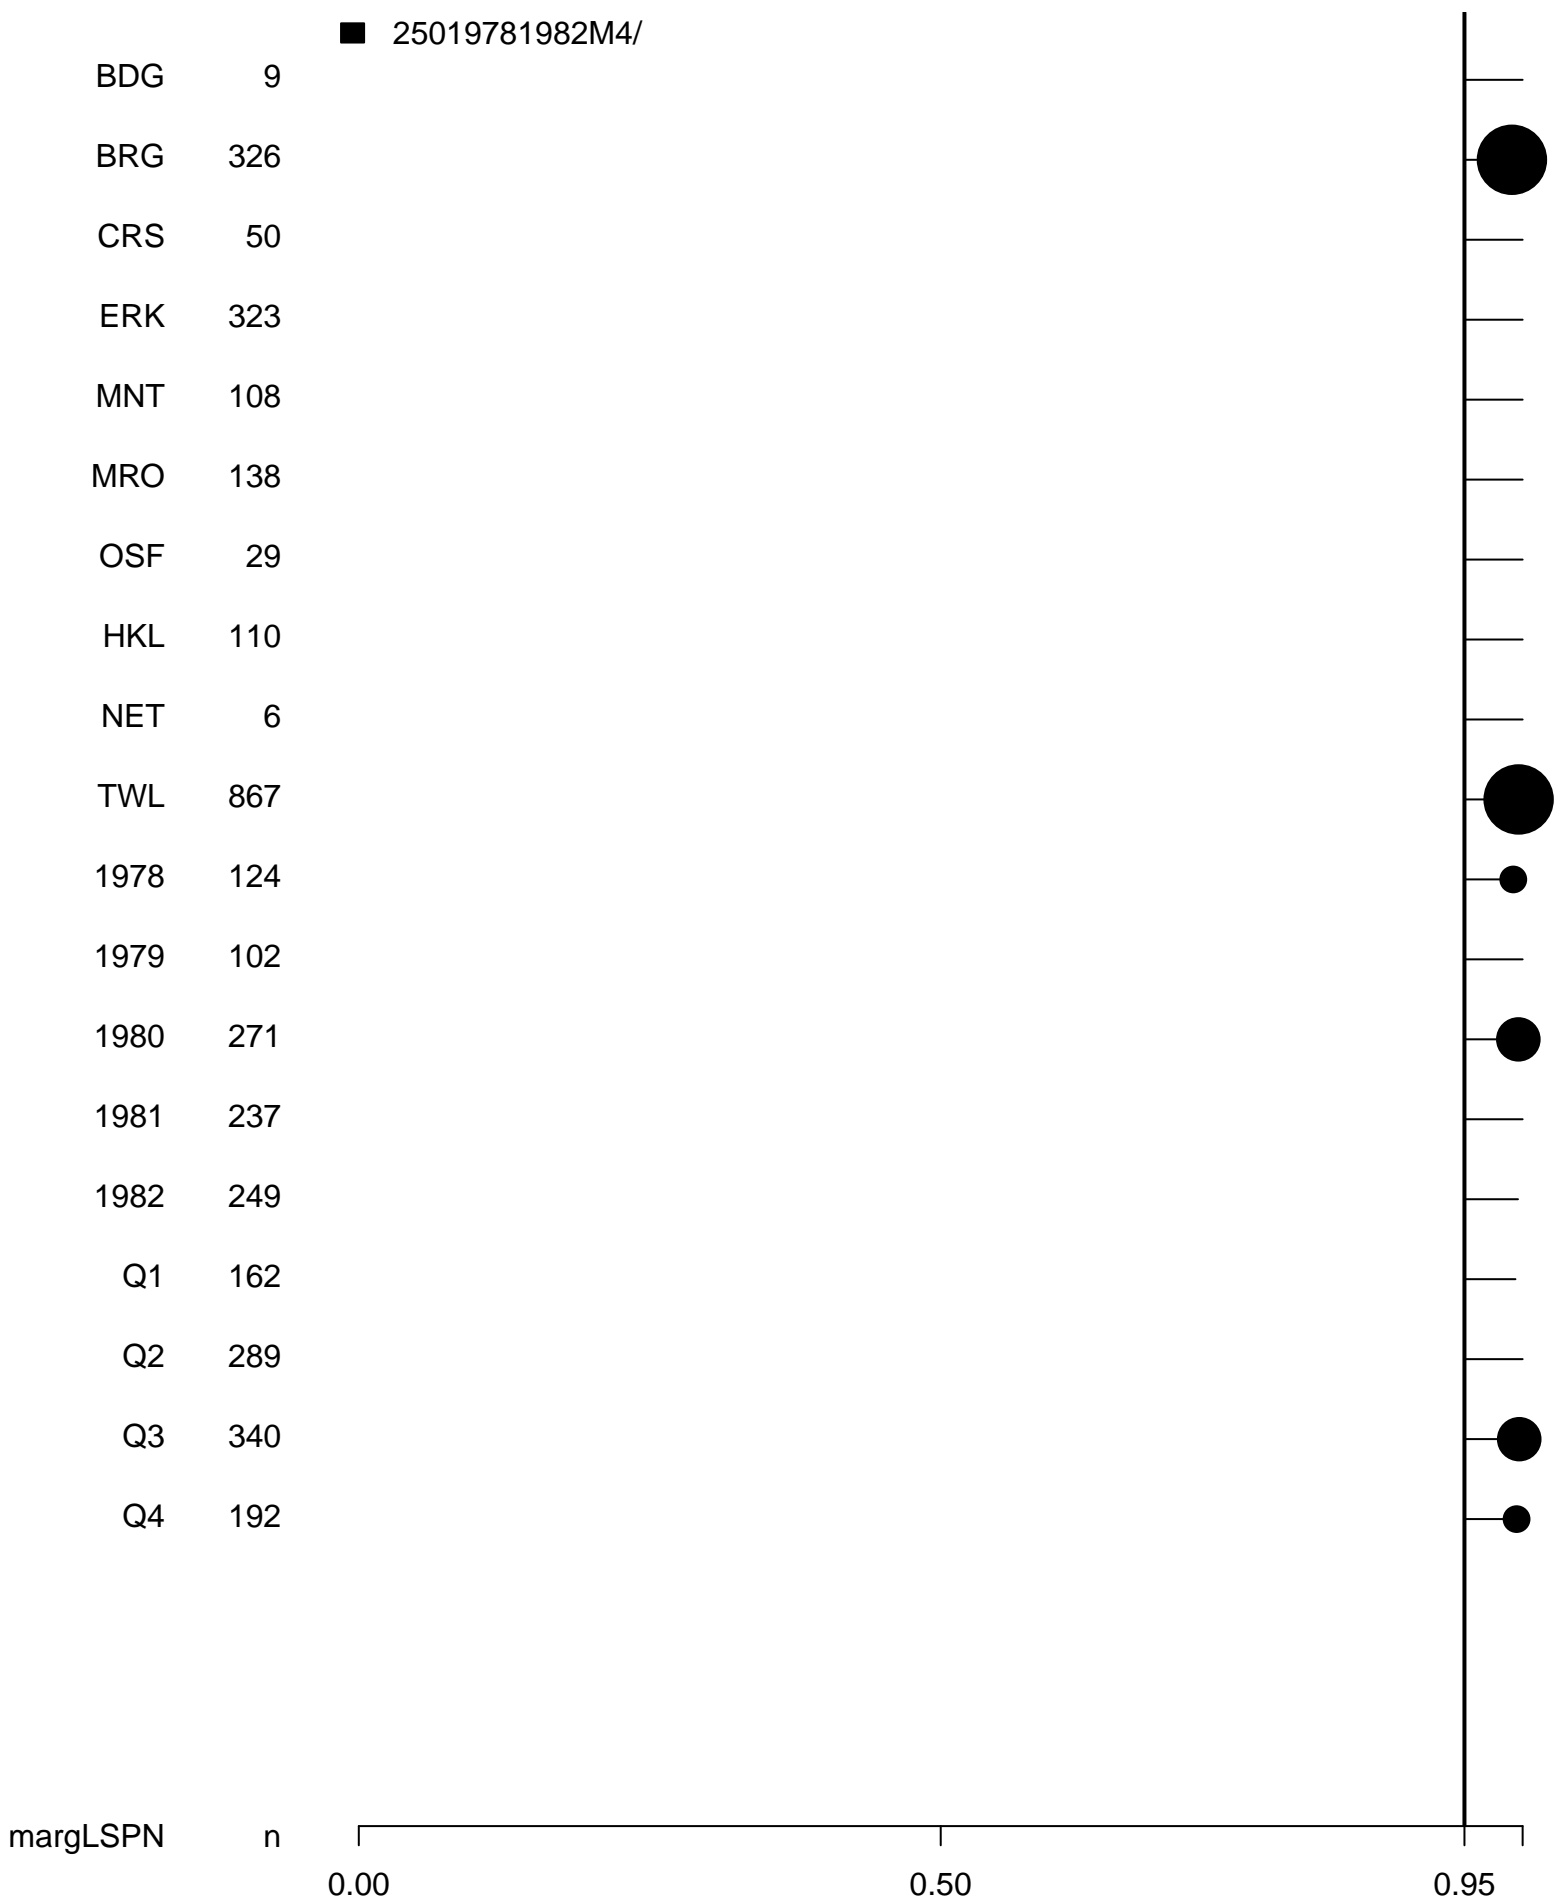 25019781982M4/
BDG 9
BRG 326
CRS 50
ERK 323
MNT 108
MRO 138
OSF 29
HKL 110
NET 6
TWL 867
1978 124
1979 102
1980 271
1981 237
1982 249
Q1 162
Q2 289
Q3 340
Q4 192
margLSPN n
0.00 0.50 0.95